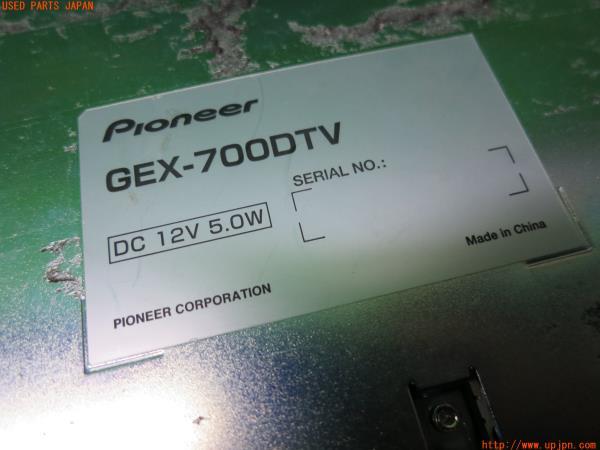 USED PARTS JAPAN
Pioneer
GEX-700DTV
SERIAL NO.:
DC 12V 5.0W
Made in China
PIONEER CORPORATION
http://www.upjpn.com